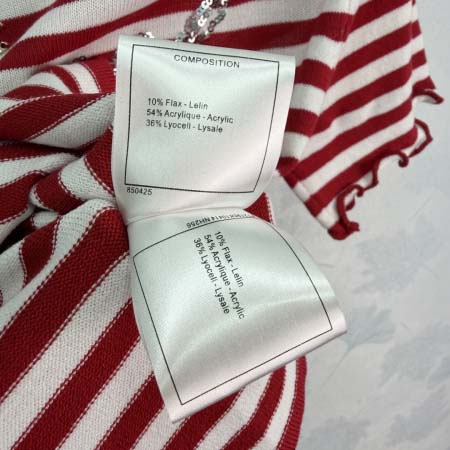 COMPOSITION
10% Flax - Lelin
54% Acrylique - Acrylic
36% Lyocell - Lysale
850425
10% Flax - Lelin
54% Acrylique - Acrylic
36% Lyocell - Lysale